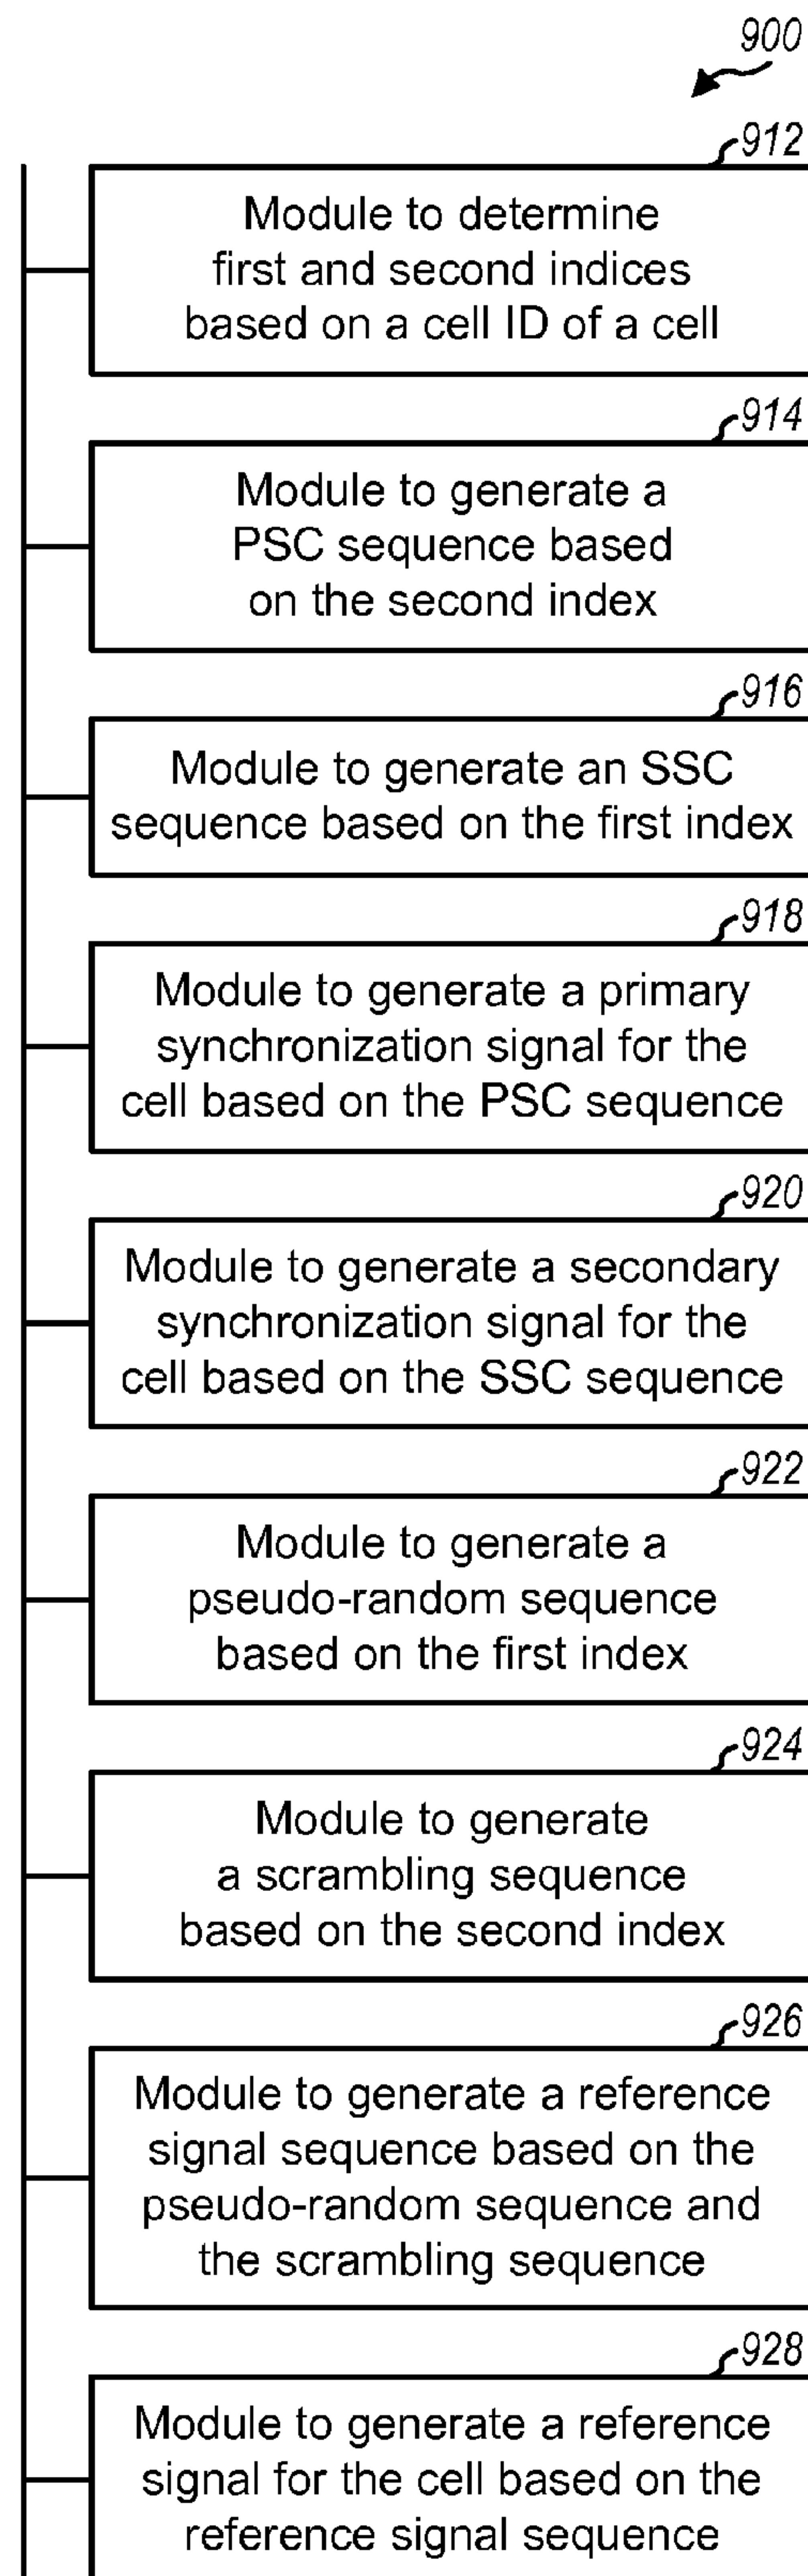 900
912
Module to determine
first and second indices
based on a cell ID of a cell
914
Module to generate a
PSC sequence based
on the second index
916
Module to generate an SSC
sequence based on the first index
918
Module to generate a primary
synchronization signal for the
cell based on the PSC sequence
920
Module to generate a secondary
synchronization signal for the
cell based on the SSC sequence
922
Module to generate a
pseudo-random sequence
based on the first index
924
Module to generate
a scrambling sequence
based on the second index
926
Module to generate a reference
signal sequence based on the
pseudo-random sequence and
the scrambling sequence
928
Module to generate a reference
signal for the cell based on the
reference signal sequence